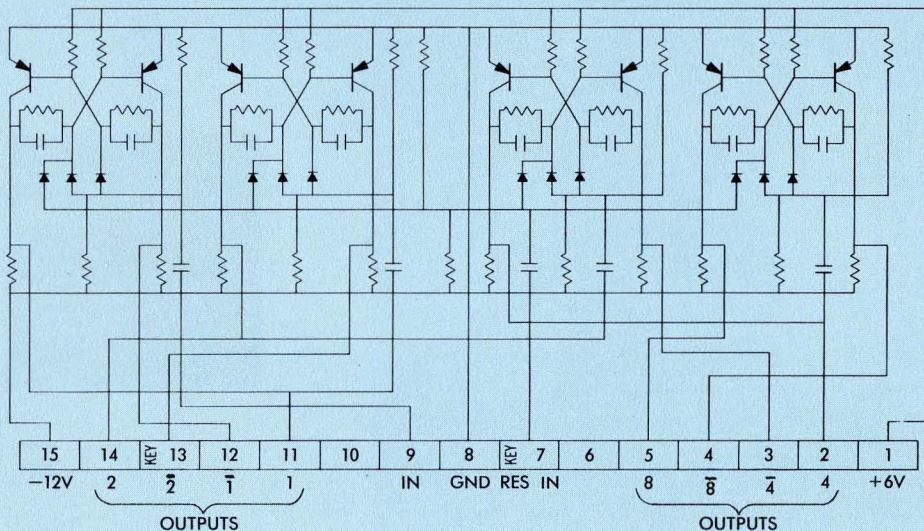 15 14 KEY 13 12 11 10 9 8 KEY 7 6 5 4 3 2 1
−12V 2 2̅ 1̅ 1 IN GND RES IN 8 8̅ 4̅ 4 +6V
OUTPUTS OUTPUTS